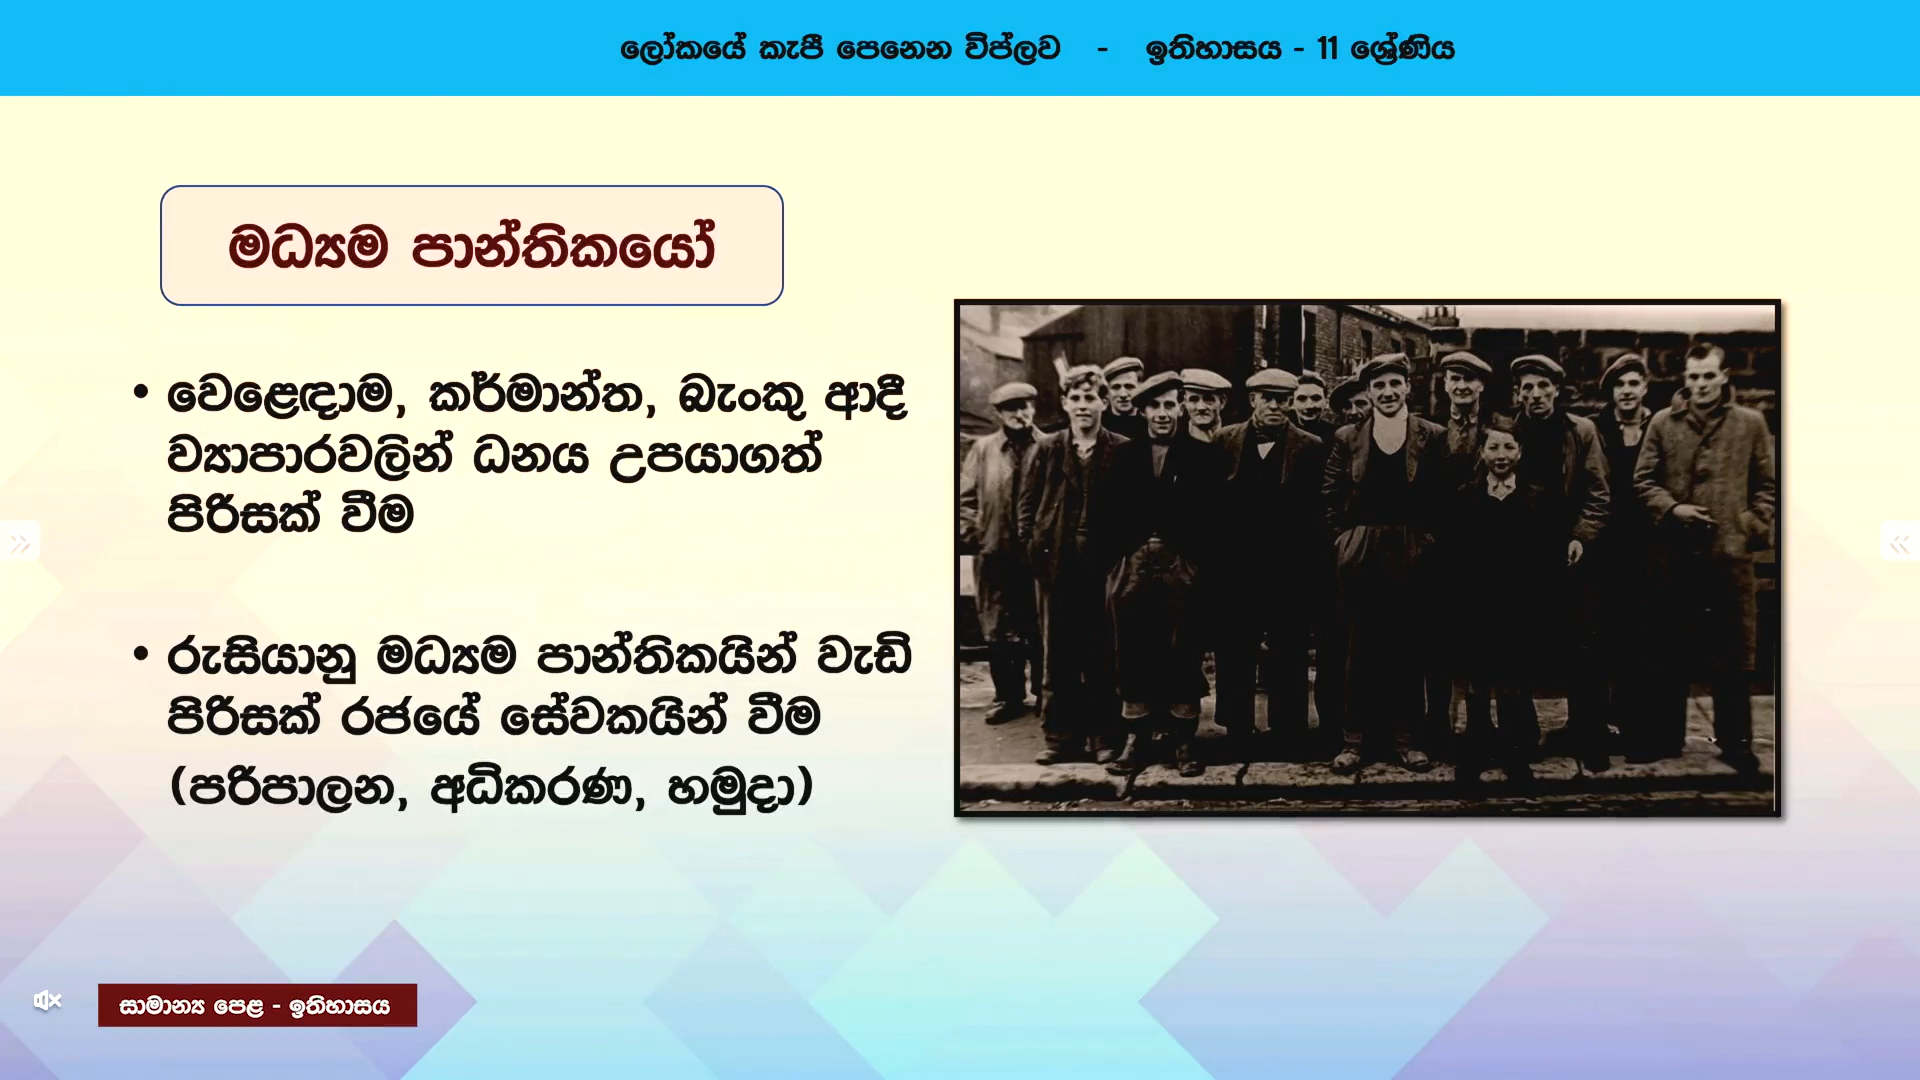 ලෝකයේ කැපී පෙනෙන විප්ලව - ඉතිහාසය - 11 ශ්‍රේණිය
මධ්‍යම පාන්තිකයෝ
• වෙළෙඳාම, කර්මාන්ත, බැංකු ආදී
ව්‍යාපාරවලින් ධනය උපයාගත්
පිරිසක් වීම
• රුසියානු මධ්‍යම පාන්තිකයින් වැඩි
පිරිසක් රජයේ සේවකයින් වීම
(පරිපාලන, අධිකරණ, හමුදා)
සාමාන්‍ය පෙළ - ඉතිහාසය